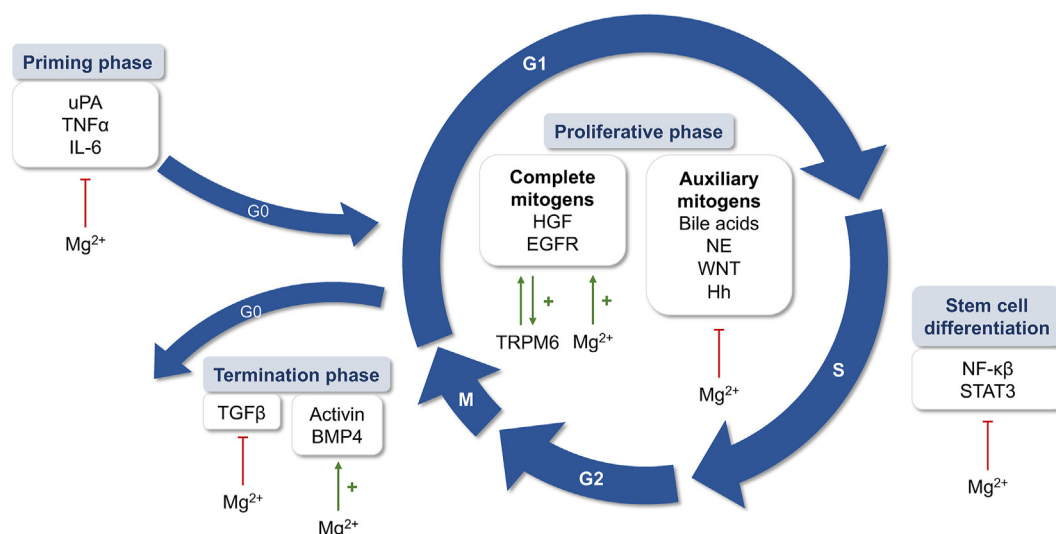 Priming phase
uPA
TNFα
IL-6
Mg²⁺
G0
G1
Proliferative phase
Complete
mitogens
HGF
EGFR
+
+
TRPM6
Mg²⁺
Auxiliary
mitogens
Bile acids
NE
WNT
Hh
Mg²⁺
S
G2
M
G0
Termination phase
TGFβ
Mg²⁺
Activin
BMP4
+
Mg²⁺
Stem cell
differentiation
NF-κβ
STAT3
Mg²⁺